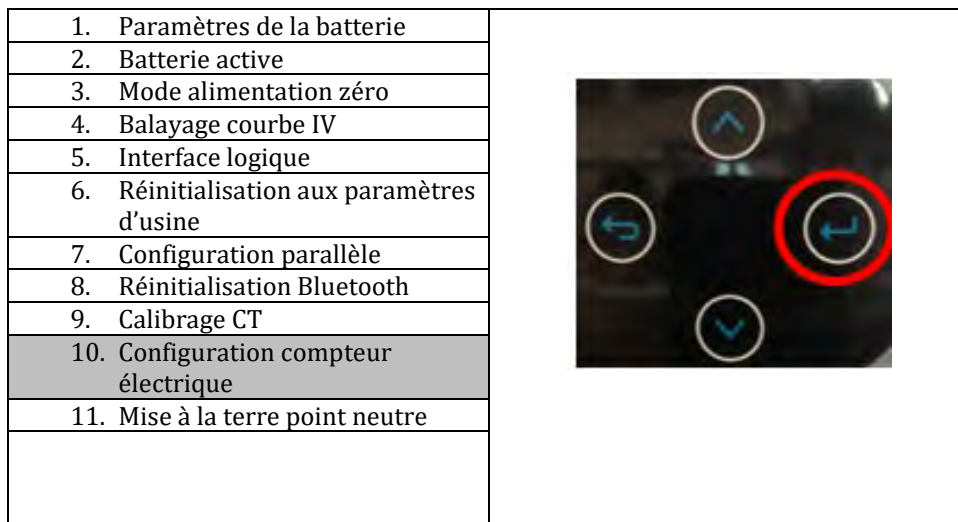 1. Paramètres de la batterie
2. Batterie active
3. Mode alimentation zéro
4. Balayage courbe IV
5. Interface logique
6. Réinitialisation aux paramètres
d'usine
7. Configuration parallèle
8. Réinitialisation Bluetooth
9. Calibrage CT
10. Configuration compteur
électrique
11. Mise à la terre point neutre